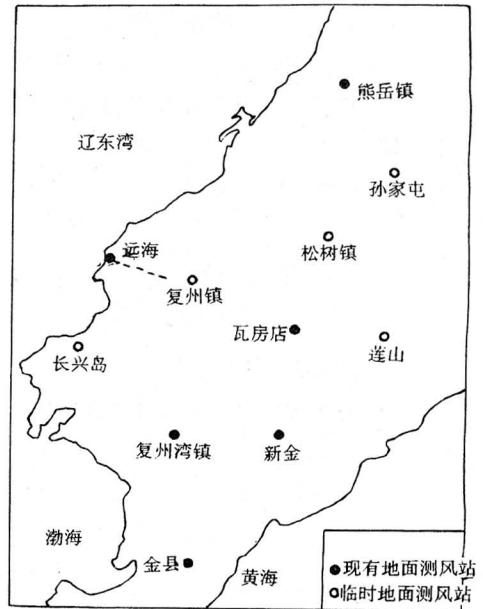 熊岳镇
辽东湾
孙家屯
远海
松树镇
复州镇
瓦房店
莲山
长兴岛
复州湾镇
新金
渤海
金县
黄海
现有地面测风站
临时地面测风站